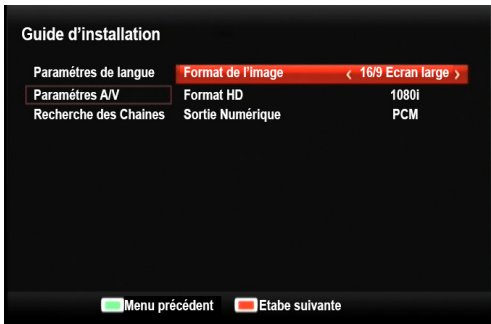 Guide d'installation
Paramétres de langue Format de l'image ‹ 16/9 Ecran large ›
Paramétres A/V Format HD 1080i
Recherche des Chaines Sortie Numérique PCM
Menu précédent Etabe suivante